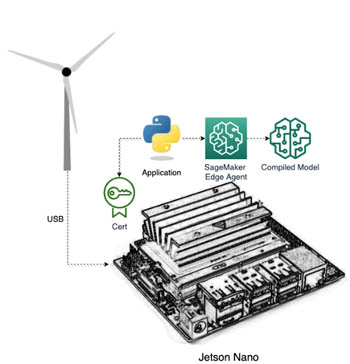 Application
SageMaker
Edge Agent
Compiled Model
Cert
USB
Jetson Nano